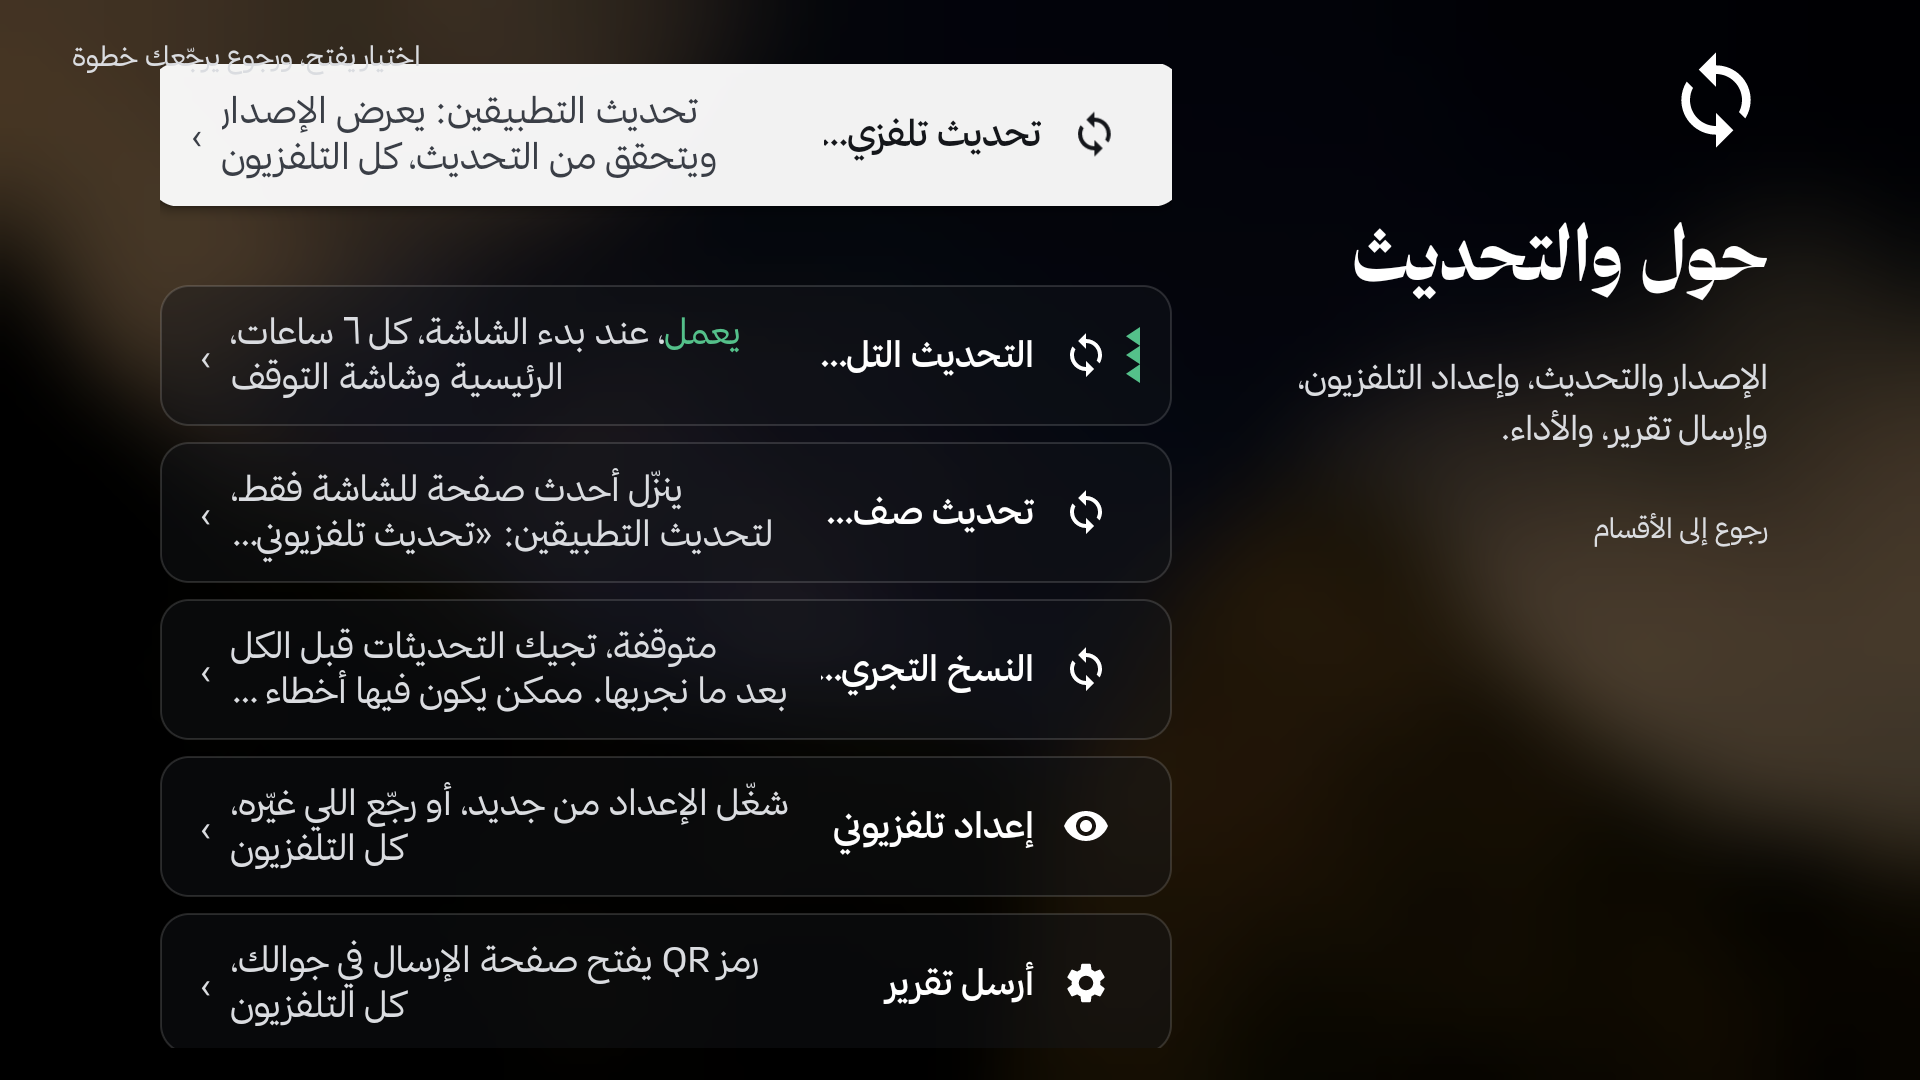 حول والتحديث
الإصدار والتحديث، وإعداد التلفزيون،
وإرسال تقرير، والأداء.
رجوع إلى الأقسام
اختيار يفتح، ورجوع يرجّعك خطوة
تحديث تلفزي...
تحديث التطبيقين: يعرض الإصدار
ويتحقق من التحديث، كل التلفزيون
التحديث التل...
يعمل، عند بدء الشاشة، كل ٦ ساعات،
الرئيسية وشاشة التوقف
تحديث صف...
ينزّل أحدث صفحة للشاشة فقط،
لتحديث التطبيقين: «تحديث تلفزيوني...
النسخ التجري...
متوقفة، تجيك التحديثات قبل الكل
بعد ما نجربها. ممكن يكون فيها أخطاء ...
إعداد تلفزيوني
شغّل الإعداد من جديد، أو رجّع اللي غيّره،
كل التلفزيون
أرسل تقرير
رمز QR يفتح صفحة الإرسال في جوالك،
كل التلفزيون